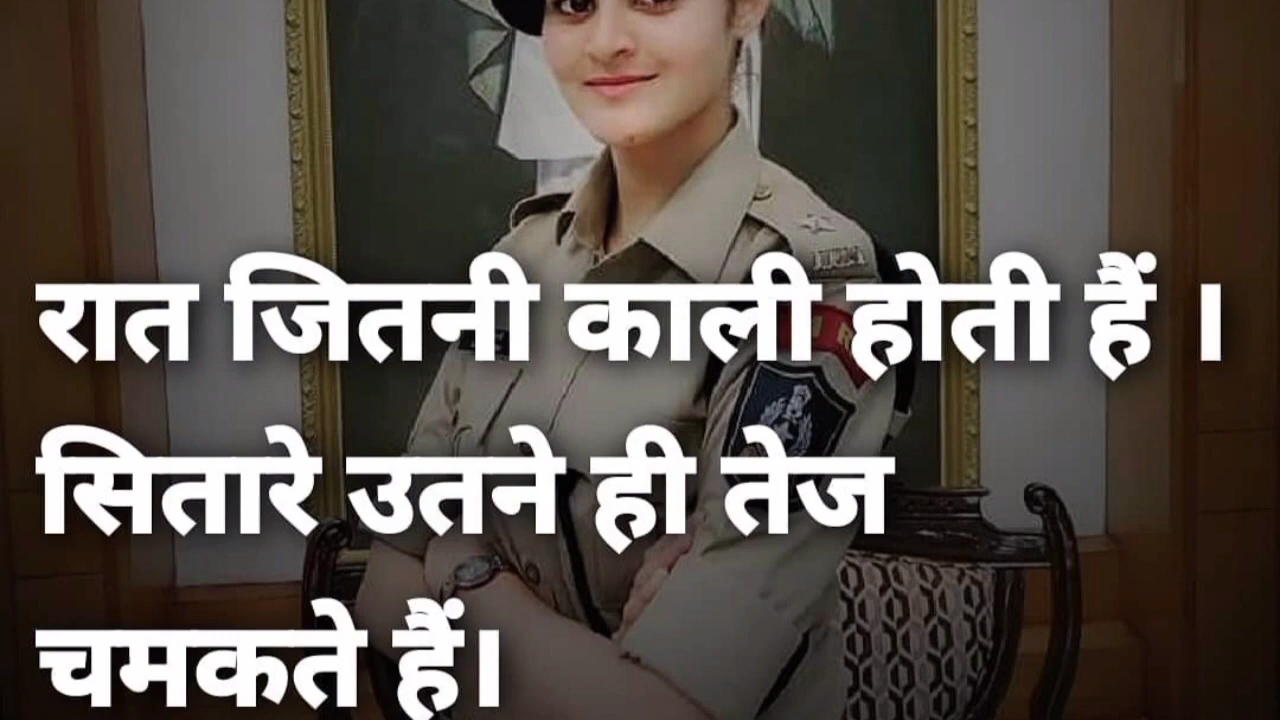 रात जितनी काली होती हैं ।
सितारे उतने ही तेज
चमकते हैं।